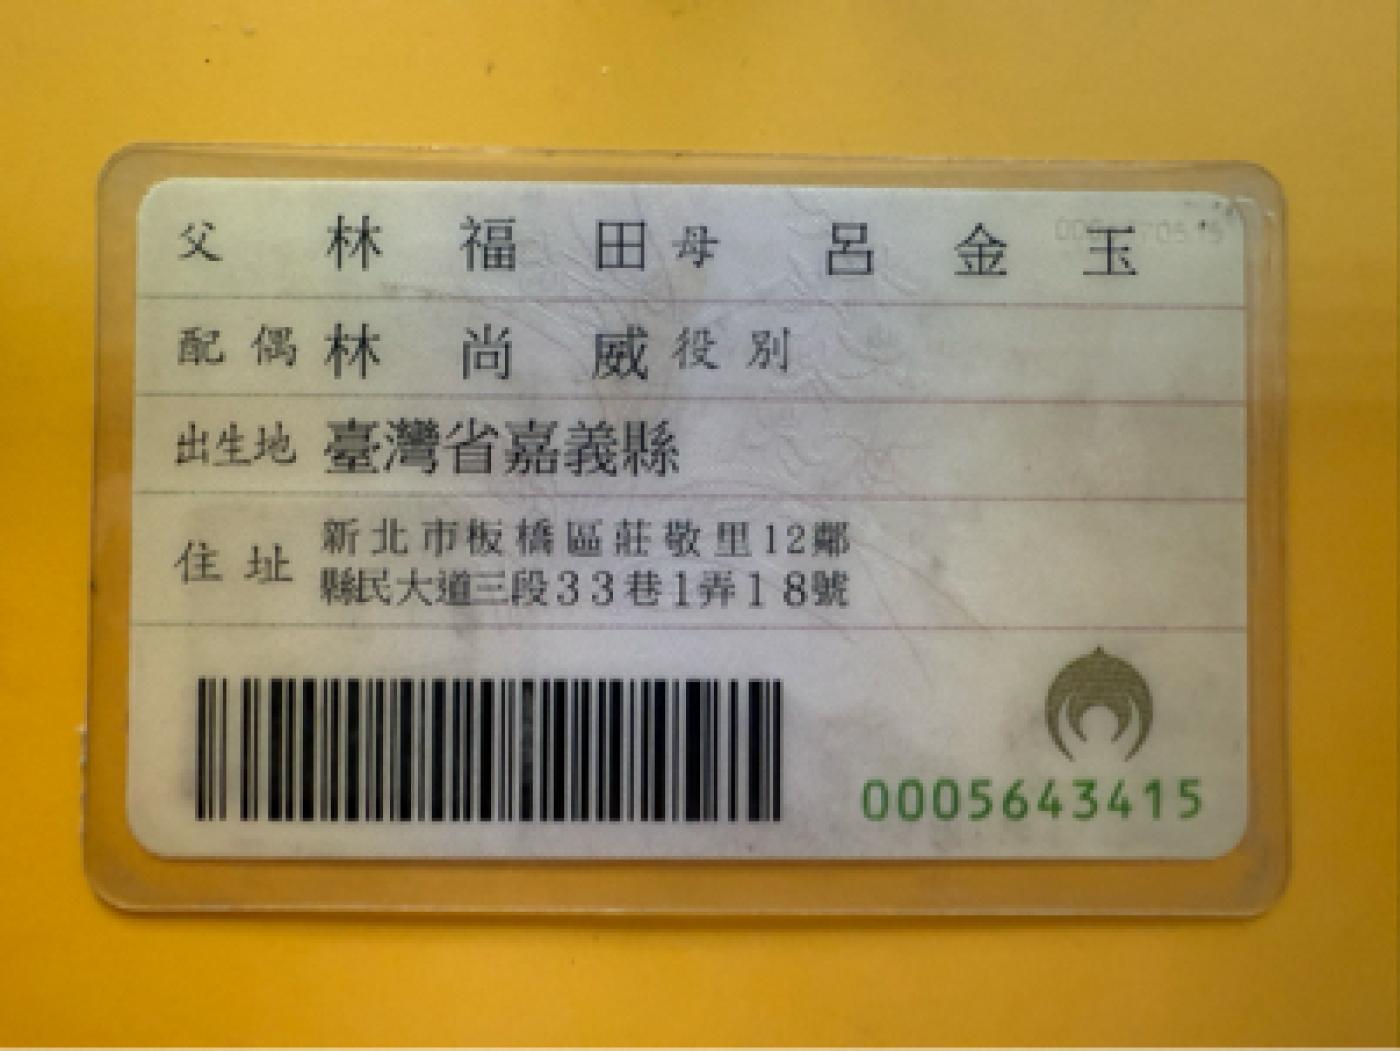 父 林福田 母 呂金玉
配偶 林尚威 役別
出生地 臺灣省嘉義縣
住址 新北市板橋區莊敬里12鄰
縣民大道三段33巷1弄18號
0005643415